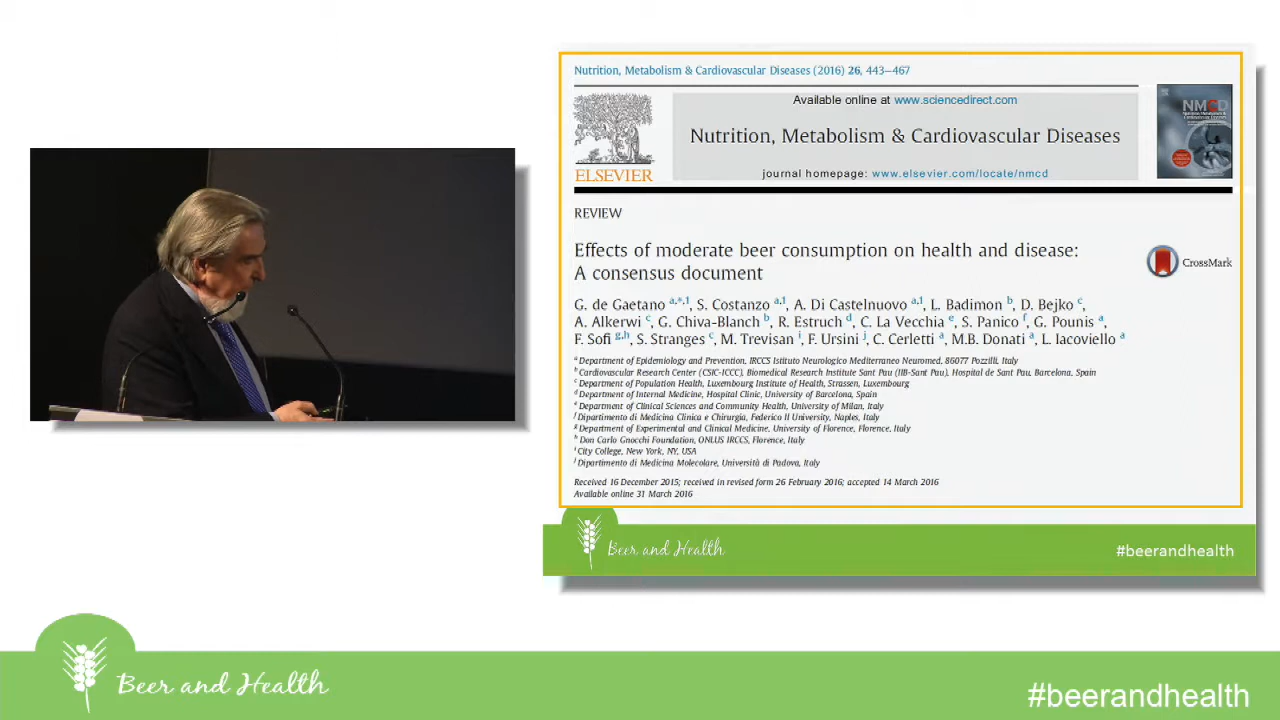 Nutrition, Metabolism & Cardiovascular Diseases (2016) 26, 443–467
Available online at www.sciencedirect.com
Nutrition, Metabolism & Cardiovascular Diseases
journal homepage: www.elsevier.com/locate/nmcd
ELSEVIER
NMCD
REVIEW
Effects of moderate beer consumption on health and disease:
A consensus document
CrossMark
G. de Gaetano a,*,1, S. Costanzo a,1, A. Di Castelnuovo a,1, L. Badimon b, D. Bejko c,
A. Alkerwi c, G. Chiva-Blanch b, R. Estruch d, C. La Vecchia e, S. Panico f, G. Pounis a,
F. Sofi g,h, S. Stranges c, M. Trevisan i, F. Ursini j, C. Cerletti a, M.B. Donati a, L. Iacoviello a
a Department of Epidemiology and Prevention, IRCCS Istituto Neurologico Mediterraneo Neuromed, 86077 Pozzilli, Italy
b Cardiovascular Research Center (CSIC-ICCC), Biomedical Research Institute Sant Pau (IIB-Sant Pau), Hospital de Sant Pau, Barcelona, Spain
c Department of Population Health, Luxembourg Institute of Health, Strassen, Luxembourg
d Department of Internal Medicine, Hospital Clinic, University of Barcelona, Spain
e Department of Clinical Sciences and Community Health, University of Milan, Italy
f Dipartimento di Medicina Clinica e Chirurgia, Federico II University, Naples, Italy
g Department of Experimental and Clinical Medicine, University of Florence, Florence, Italy
h Don Carlo Gnocchi Foundation, ONLUS IRCCS, Florence, Italy
i City College, New York, NY, USA
j Dipartimento di Medicina Molecolare, Università di Padova, Italy
Received 16 December 2015; received in revised form 26 February 2016; accepted 14 March 2016
Available online 31 March 2016
Beer and Health
#beerandhealth
Beer and Health
#beerandhealth